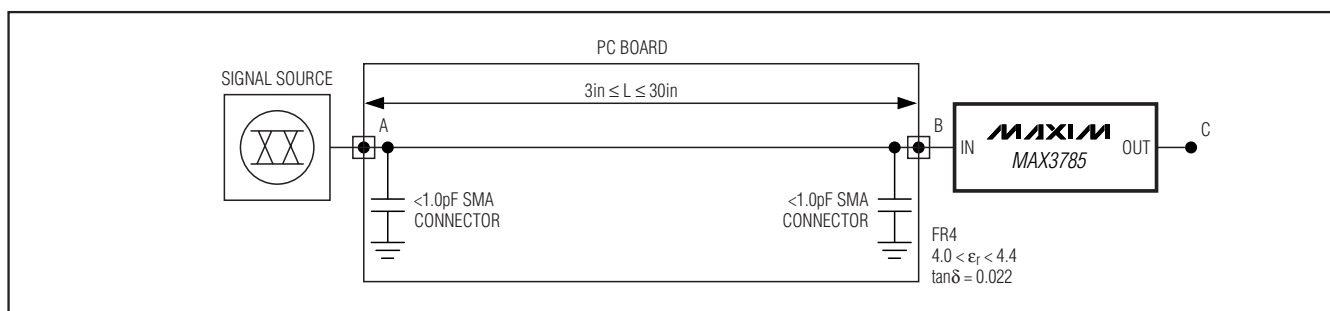 PC BOARD
SIGNAL SOURCE
3in ≤ L ≤ 30in
A
B
C
IN
MAXIM
MAX3785
OUT
<1.0pF SMA
CONNECTOR
<1.0pF SMA
CONNECTOR
FR4
4.0 < εr < 4.4
tanδ = 0.022